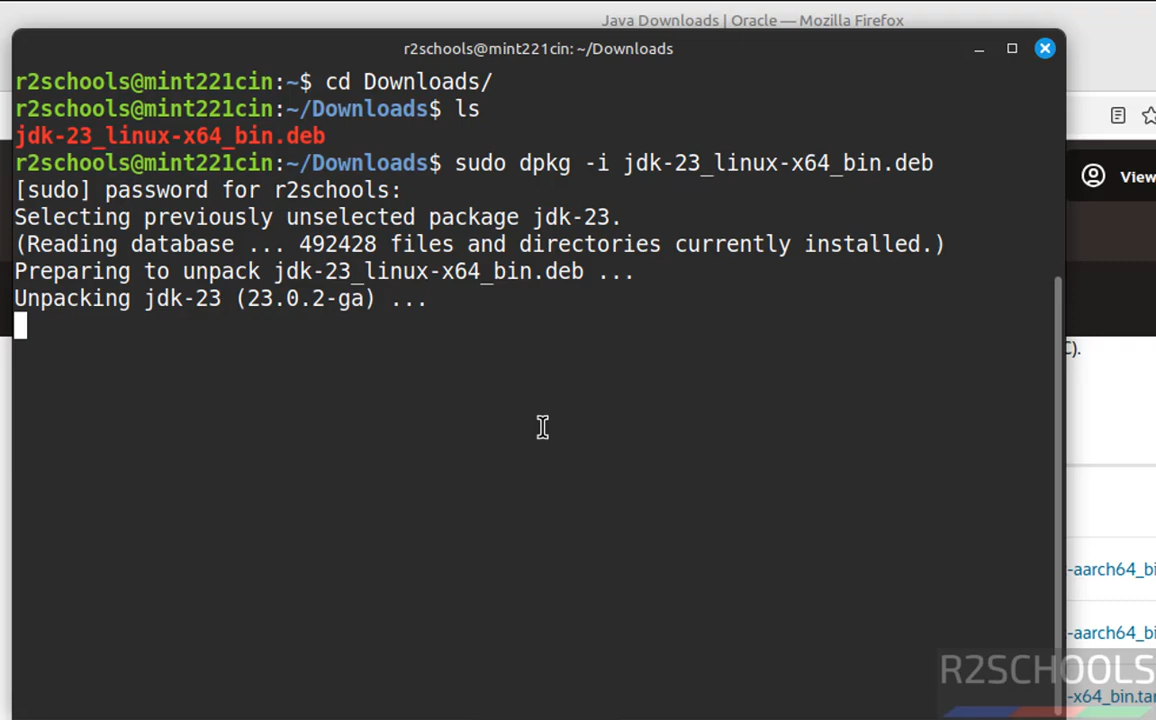 Java Downloads | Oracle — Mozilla Firefox
r2schools@mint221cin: ~/Downloads
r2schools@mint221cin:~$ cd Downloads/
r2schools@mint221cin:~/Downloads$ ls
jdk-23_linux-x64_bin.deb
r2schools@mint221cin:~/Downloads$ sudo dpkg -i jdk-23_linux-x64_bin.deb
[sudo] password for r2schools:
Selecting previously unselected package jdk-23.
(Reading database ... 492428 files and directories currently installed.)
Preparing to unpack jdk-23_linux-x64_bin.deb ...
Unpacking jdk-23 (23.0.2-ga) ...
View
C).
-aarch64_bi
-aarch64_bi
R2SCHOOLS
-x64_bin.tar